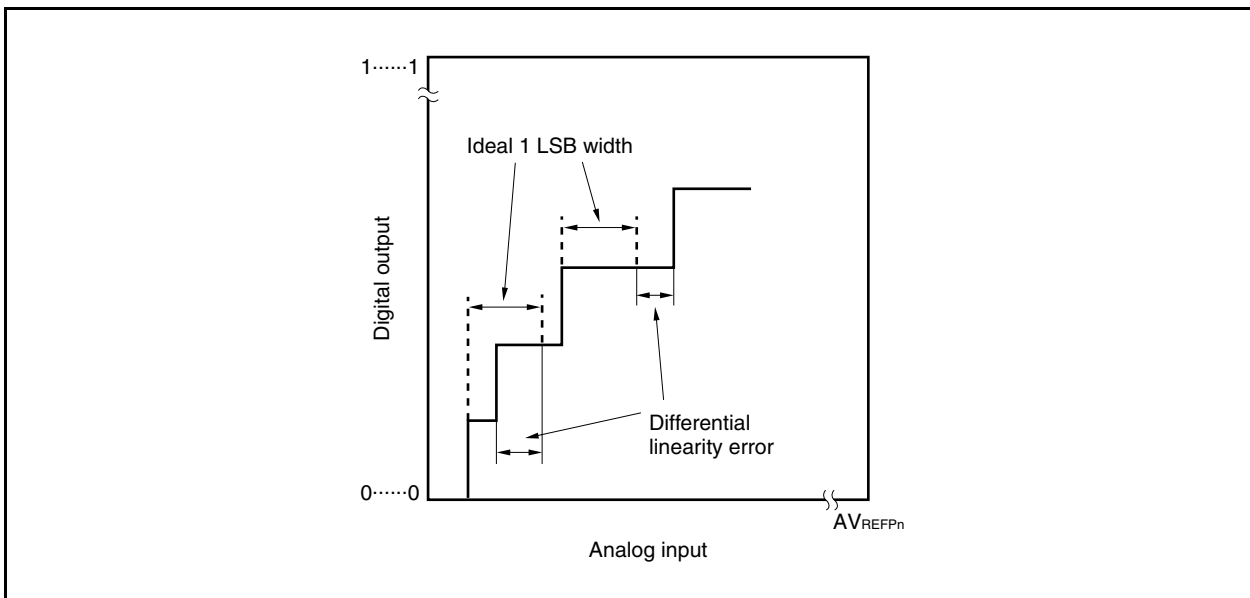 1······1
Ideal 1 LSB width
Digital output
Differential
linearity error
0······0
AVREFPn
Analog input